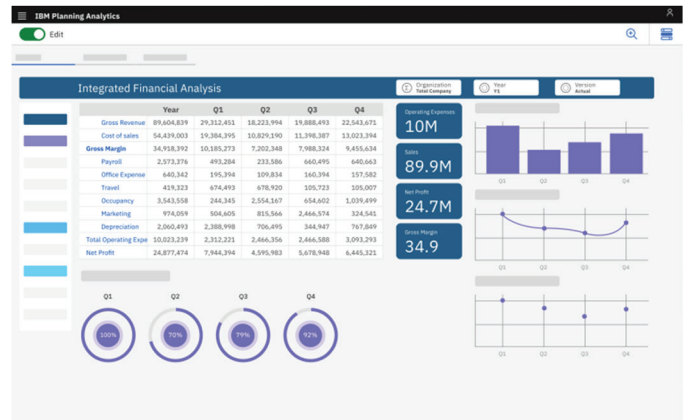 IBM Planning Analytics
Edit
Integrated Financial Analysis
Organization
Total Company
Year
Y1
Version
Actual
Year Q1 Q2 Q3 Q4
Gross Revenue 89,604,839 29,312,451 18,223,994 19,888,493 22,543,671
Cost of sales 54,439,003 19,384,395 10,829,190 11,398,387 13,023,394
Gross Margin 34,918,392 10,185,273 7,202,348 7,988,324 9,455,634
Payroll 2,573,376 493,284 233,586 660,495 640,663
Office Expense 640,342 195,394 109,834 160,394 157,582
Travel 419,323 674,493 678,920 105,723 105,007
Occupancy 3,543,558 244,345 2,554,167 654,602 1,039,499
Marketing 974,059 504,605 815,566 2,466,574 324,541
Depreciation 2,060,493 2,388,998 706,495 344,947 767,849
Total Operating Expe 10,023,239 2,312,221 2,466,356 2,466,588 3,093,293
Net Profit 24,877,474 7,944,394 4,595,983 5,678,948 6,445,321
Operating Expenses
10M
Sales
89.9M
Net Profit
24.7M
Gross Margin
34.9
Q1 Q2 Q3 Q4
Q1 Q2 Q3 Q4
Q1 Q2 Q3 Q4
Q1 Q2 Q3 Q4
100% 70% 79% 92%